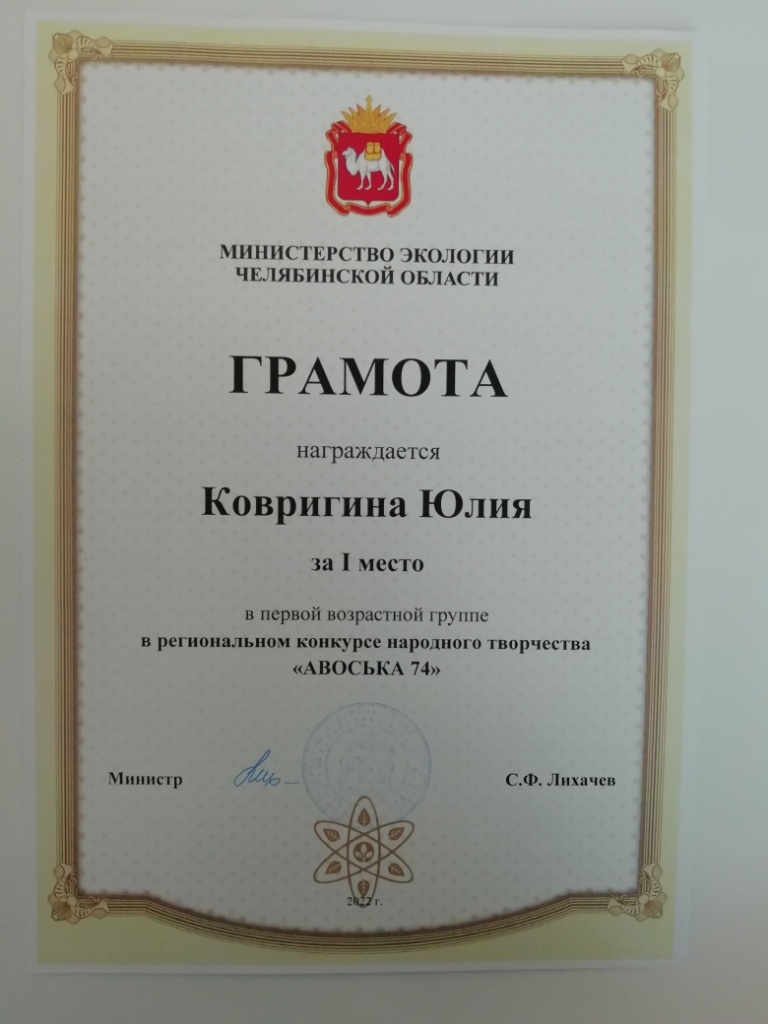 МИНИСТЕРСТВО ЭКОЛОГИИ
ЧЕЛЯБИНСКОЙ ОБЛАСТИ
ГРАМОТА
награждается
Ковригина Юлия
за I место
в первой возрастной группе
в региональном конкурсе народного творчества
«АВОСЬКА 74»
Министр
С.Ф. Лихачев
2022 г.